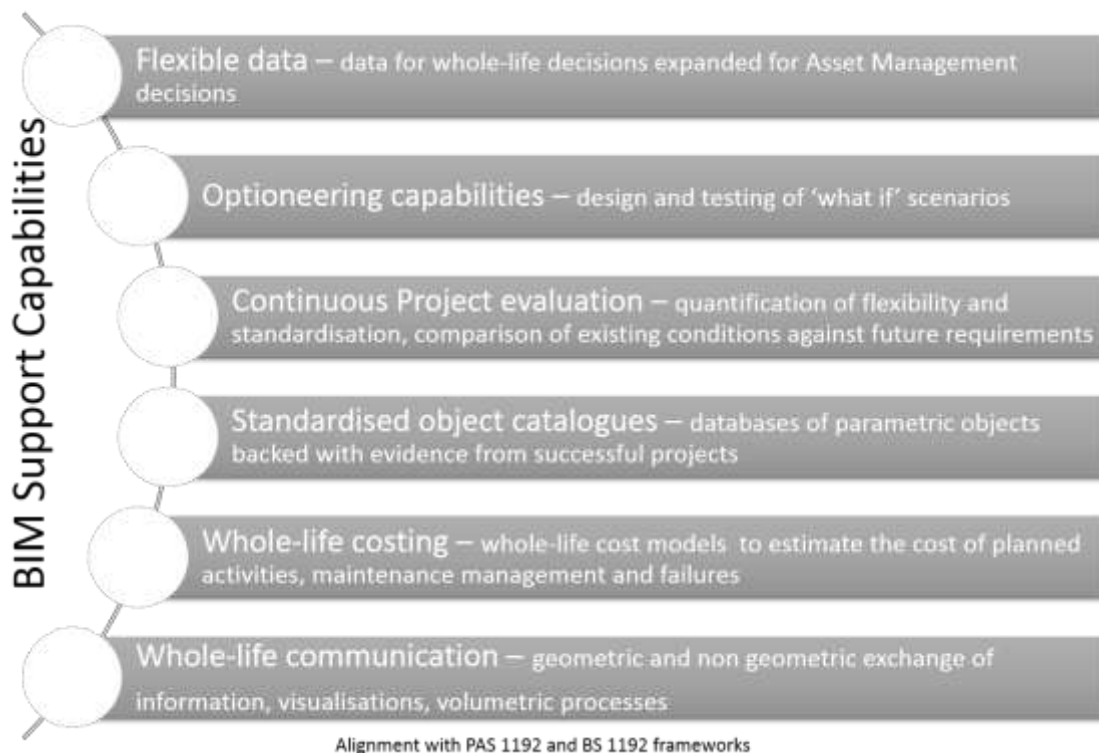 BIM Support Capabilities
Flexible data – data for whole-life decisions expanded for Asset Management
decisions
Optioneering capabilities – design and testing of ‘what if’ scenarios
Continuous Project evaluation – quantification of flexibility and
standardisation, comparison of existing conditions against future requirements
Standardised object catalogues – databases of parametric objects
backed with evidence from successful projects
Whole-life costing – whole-life cost models to estimate the cost of planned
activities, maintenance management and failures
Whole-life communication – geometric and non geometric exchange of
information, visualisations, volumetric processes
Alignment with PAS 1192 and BS 1192 frameworks